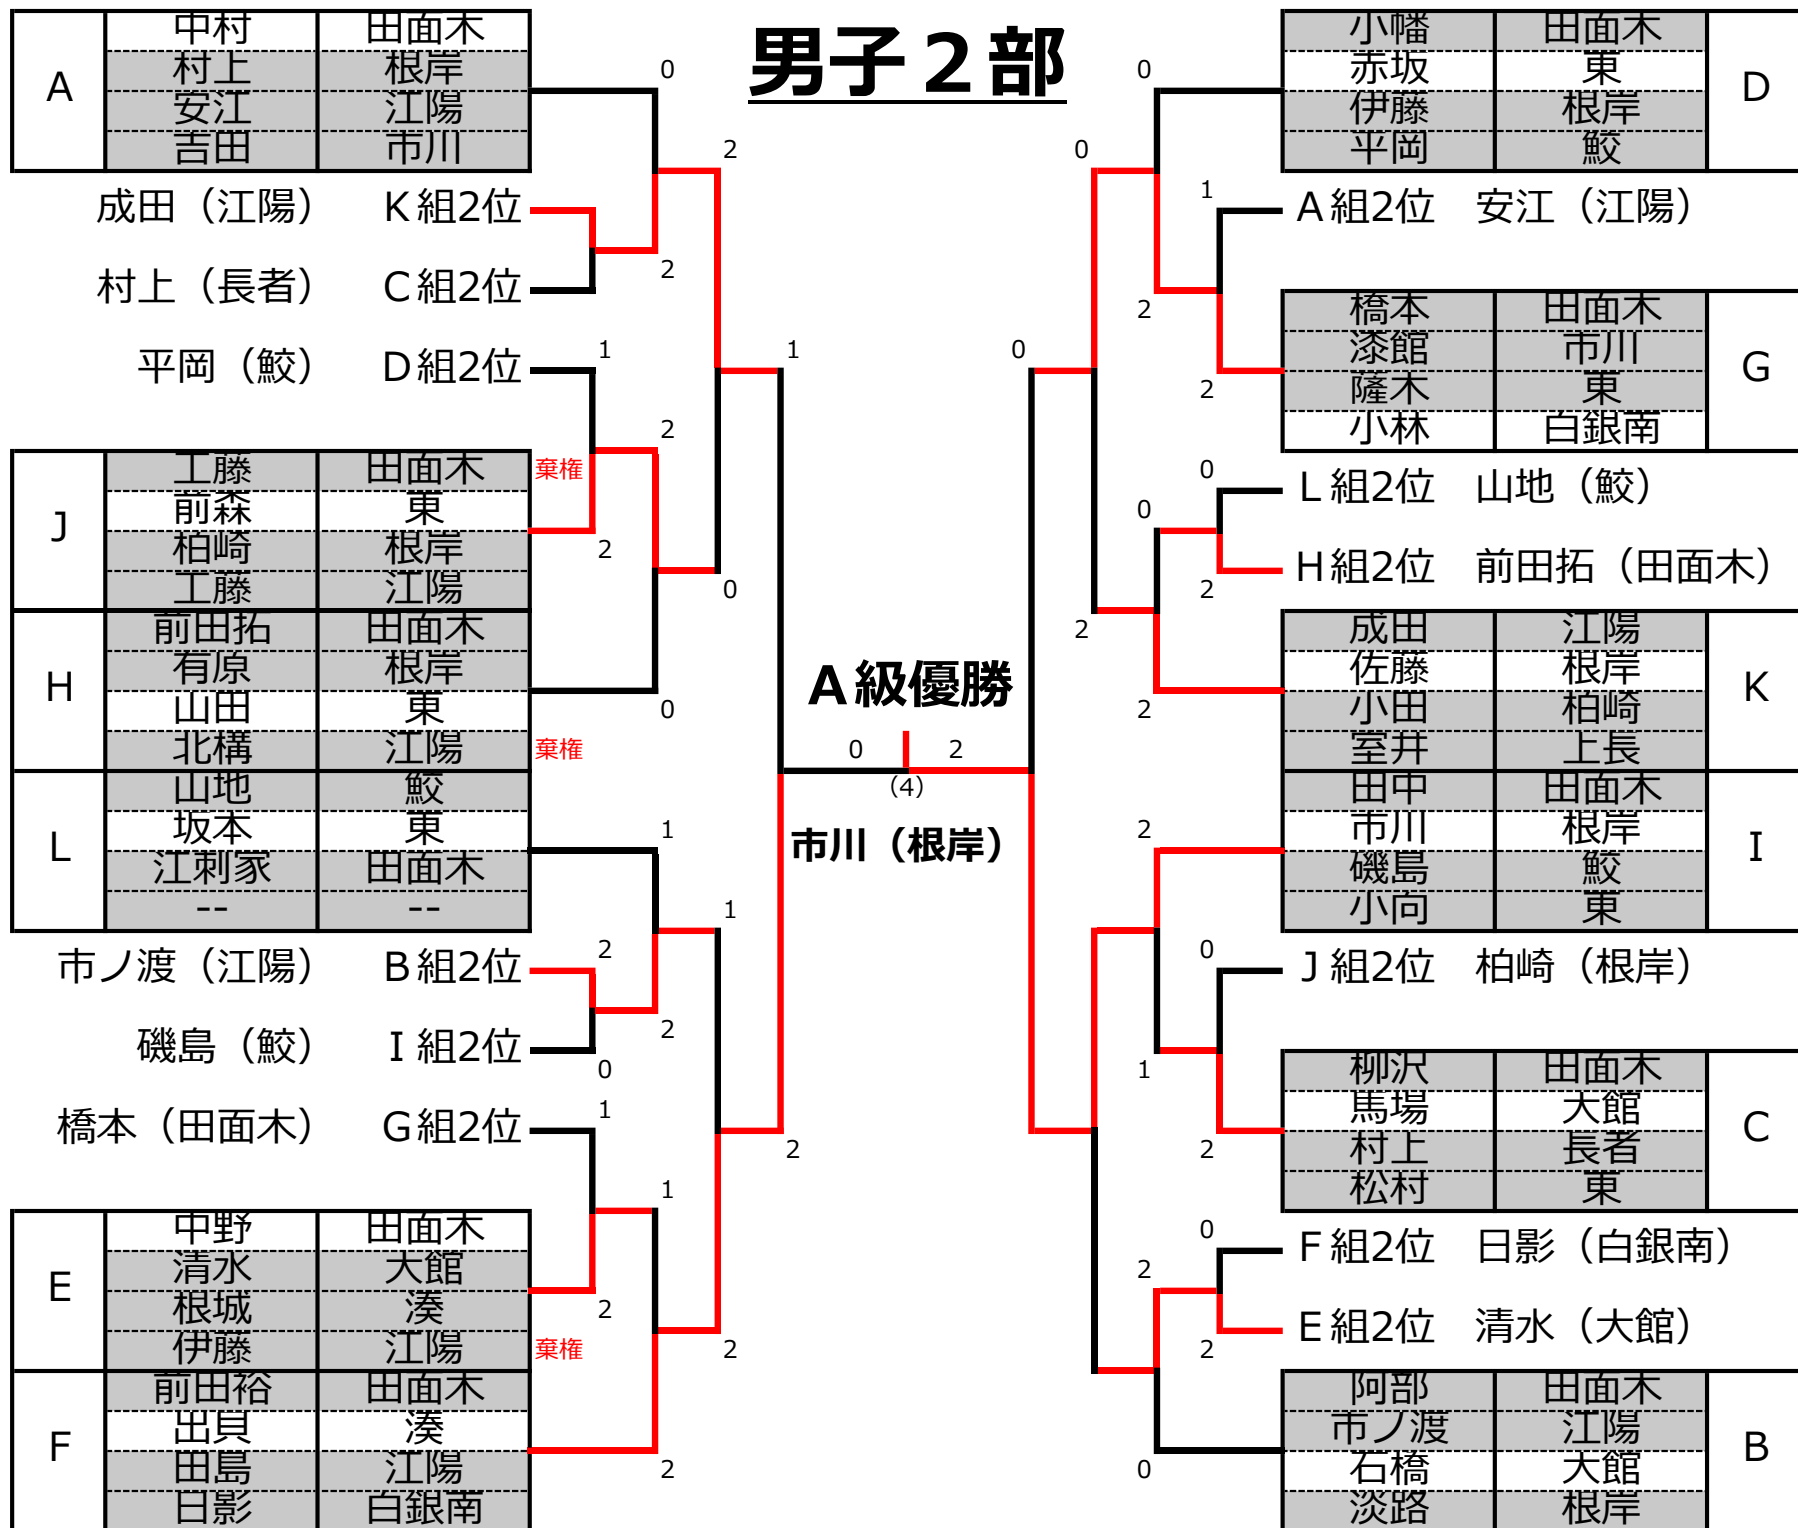 男子２部
A
中村 田面木
村上 根岸
安江 江陽
吉田 市川
0
2
成田（江陽） Ｋ組2位
村上（長者） Ｃ組2位
2
平岡（鮫） Ｄ組2位
1
1
2
J
工藤 田面木 棄権
前森 東
柏崎 根岸
工藤 江陽
2
0
H
前田拓 田面木
有原 根岸
山田 東
北構 江陽 棄権
0
L
山地 鮫
坂本 東
江刺家 田面木
-- --
1
1
市ノ渡（江陽） Ｂ組2位
2
2
磯島（鮫） Ｉ組2位
0
橋本（田面木） Ｇ組2位
1
2
1
E
中野 田面木
清水 大館
根城 湊
伊藤 江陽 棄権
2
2
F
前田裕 田面木
出貝 湊
田島 江陽
日影 白銀南
2
Ａ級優勝
0 2
（4）
市川（根岸）
D
小幡 田面木
赤坂 東
伊藤 根岸
平岡 鮫
0
0
1
Ａ組2位 安江（江陽）
2
0
G
橋本 田面木
漆館 市川
隆木 東
小林 白銀南
2
0
Ｌ組2位 山地（鮫）
0
Ｈ組2位 前田拓（田面木）
2
2
K
成田 江陽
佐藤 根岸
小田 柏崎
室井 上長
2
I
田中 田面木
市川 根岸
磯島 鮫
小向 東
2
0
Ｊ組2位 柏崎（根岸）
1
C
柳沢 田面木
馬場 大館
村上 長者
松村 東
2
0
Ｆ組2位 日影（白銀南）
2
Ｅ組2位 清水（大館）
2
B
阿部 田面木
市ノ渡 江陽
石橋 大館
淡路 根岸
0